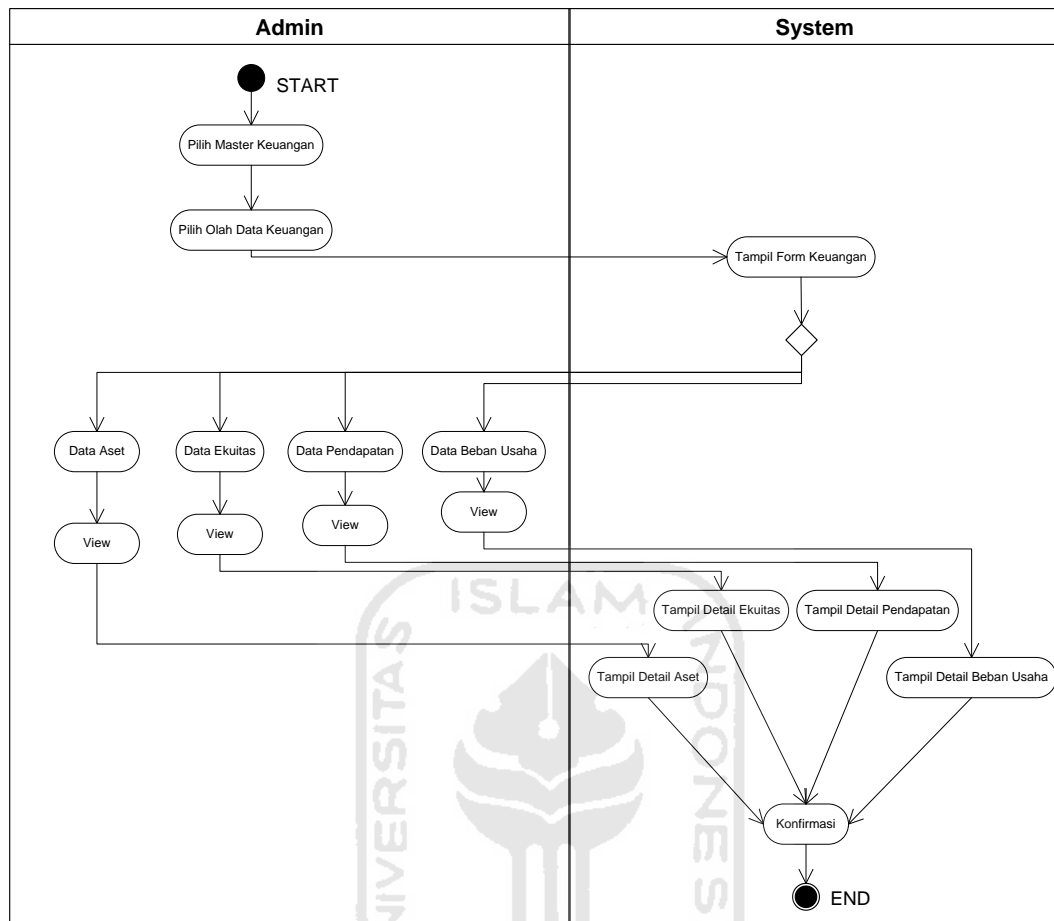 Admin
System
START
Pilih Master Keuangan
Pilih Olah Data Keuangan
Tampil Form Keuangan
Data Aset
Data Ekuitas
Data Pendapatan
Data Beban Usaha
View
View
View
View
ISLAM
UNIVERSITAS
INDONES
Tampil Detail Ekuitas
Tampil Detail Pendapatan
Tampil Detail Aset
Tampil Detail Beban Usaha
Konfirmasi
END